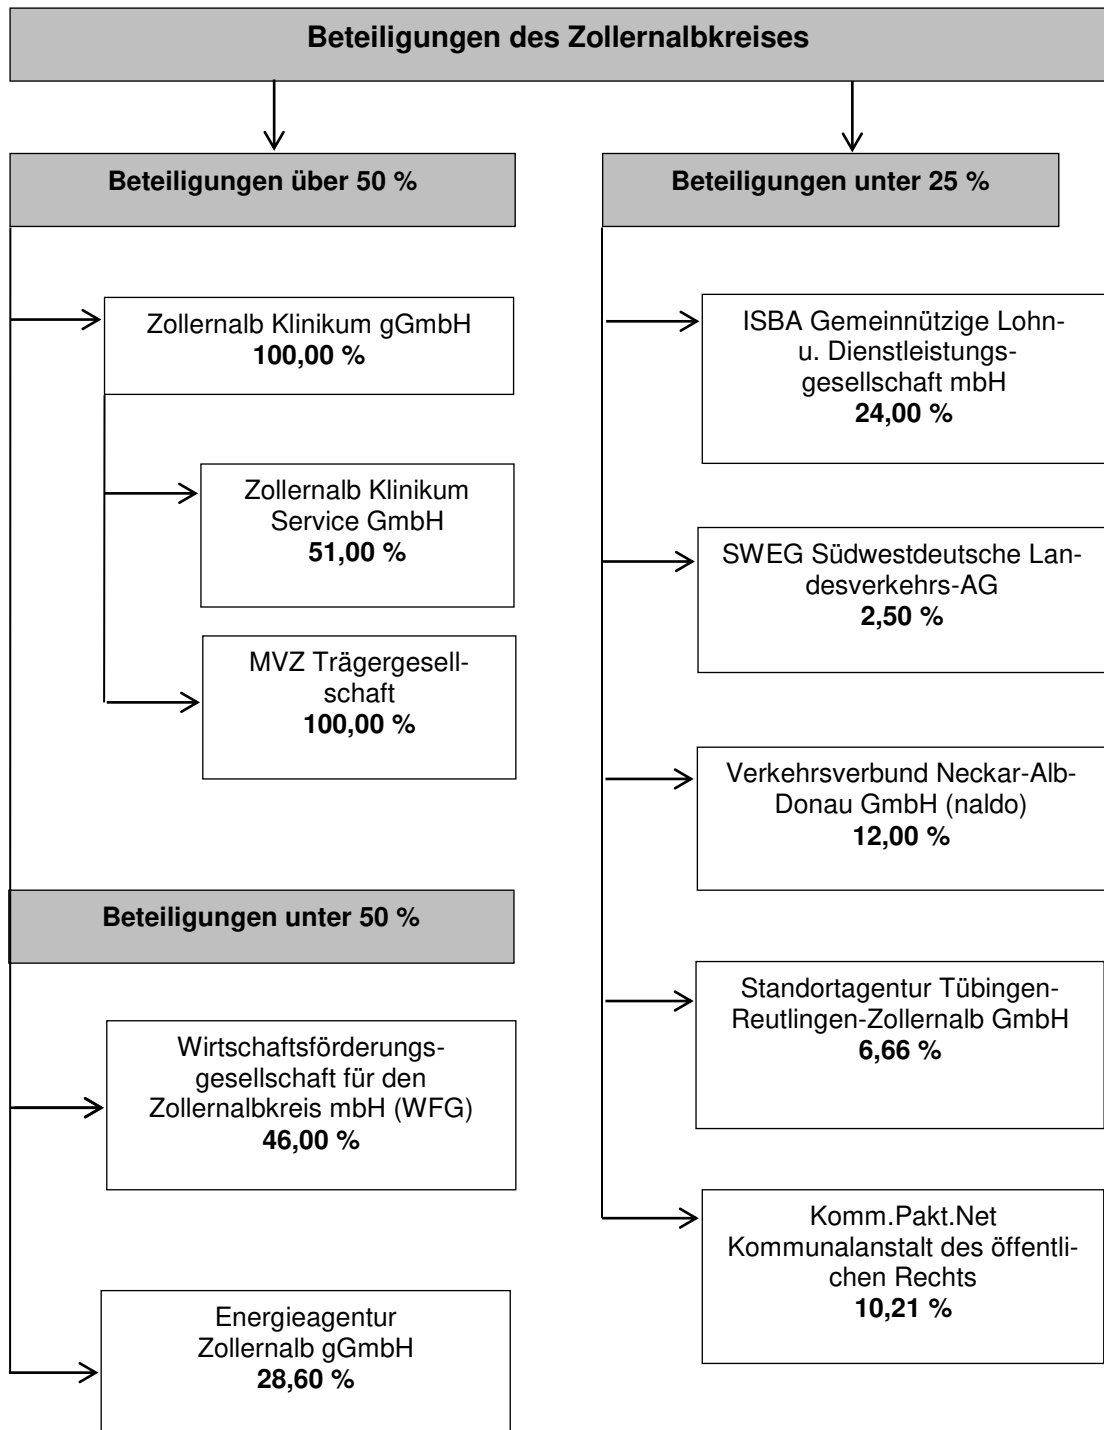 Beteiligungen des Zollernalbkreises
Beteiligungen über 50 %
Zollernalb Klinikum gGmbH
100,00 %
Zollernalb Klinikum
Service GmbH
51,00 %
MVZ Trägergesell-
schaft
100,00 %
Beteiligungen unter 50 %
Wirtschaftsförderungs-
gesellschaft für den
Zollernalbkreis mbH (WFG)
46,00 %
Energieagentur
Zollernalb gGmbH
28,60 %
Beteiligungen unter 25 %
ISBA Gemeinnützige Lohn-
u. Dienstleistungs-
gesellschaft mbH
24,00 %
SWEG Südwestdeutsche Lan-
desverkehrs-AG
2,50 %
Verkehrsverbund Neckar-Alb-
Donau GmbH (naldo)
12,00 %
Standortagentur Tübingen-
Reutlingen-Zollernalb GmbH
6,66 %
Komm.Pakt.Net
Kommunalanstalt des öffentli-
chen Rechts
10,21 %